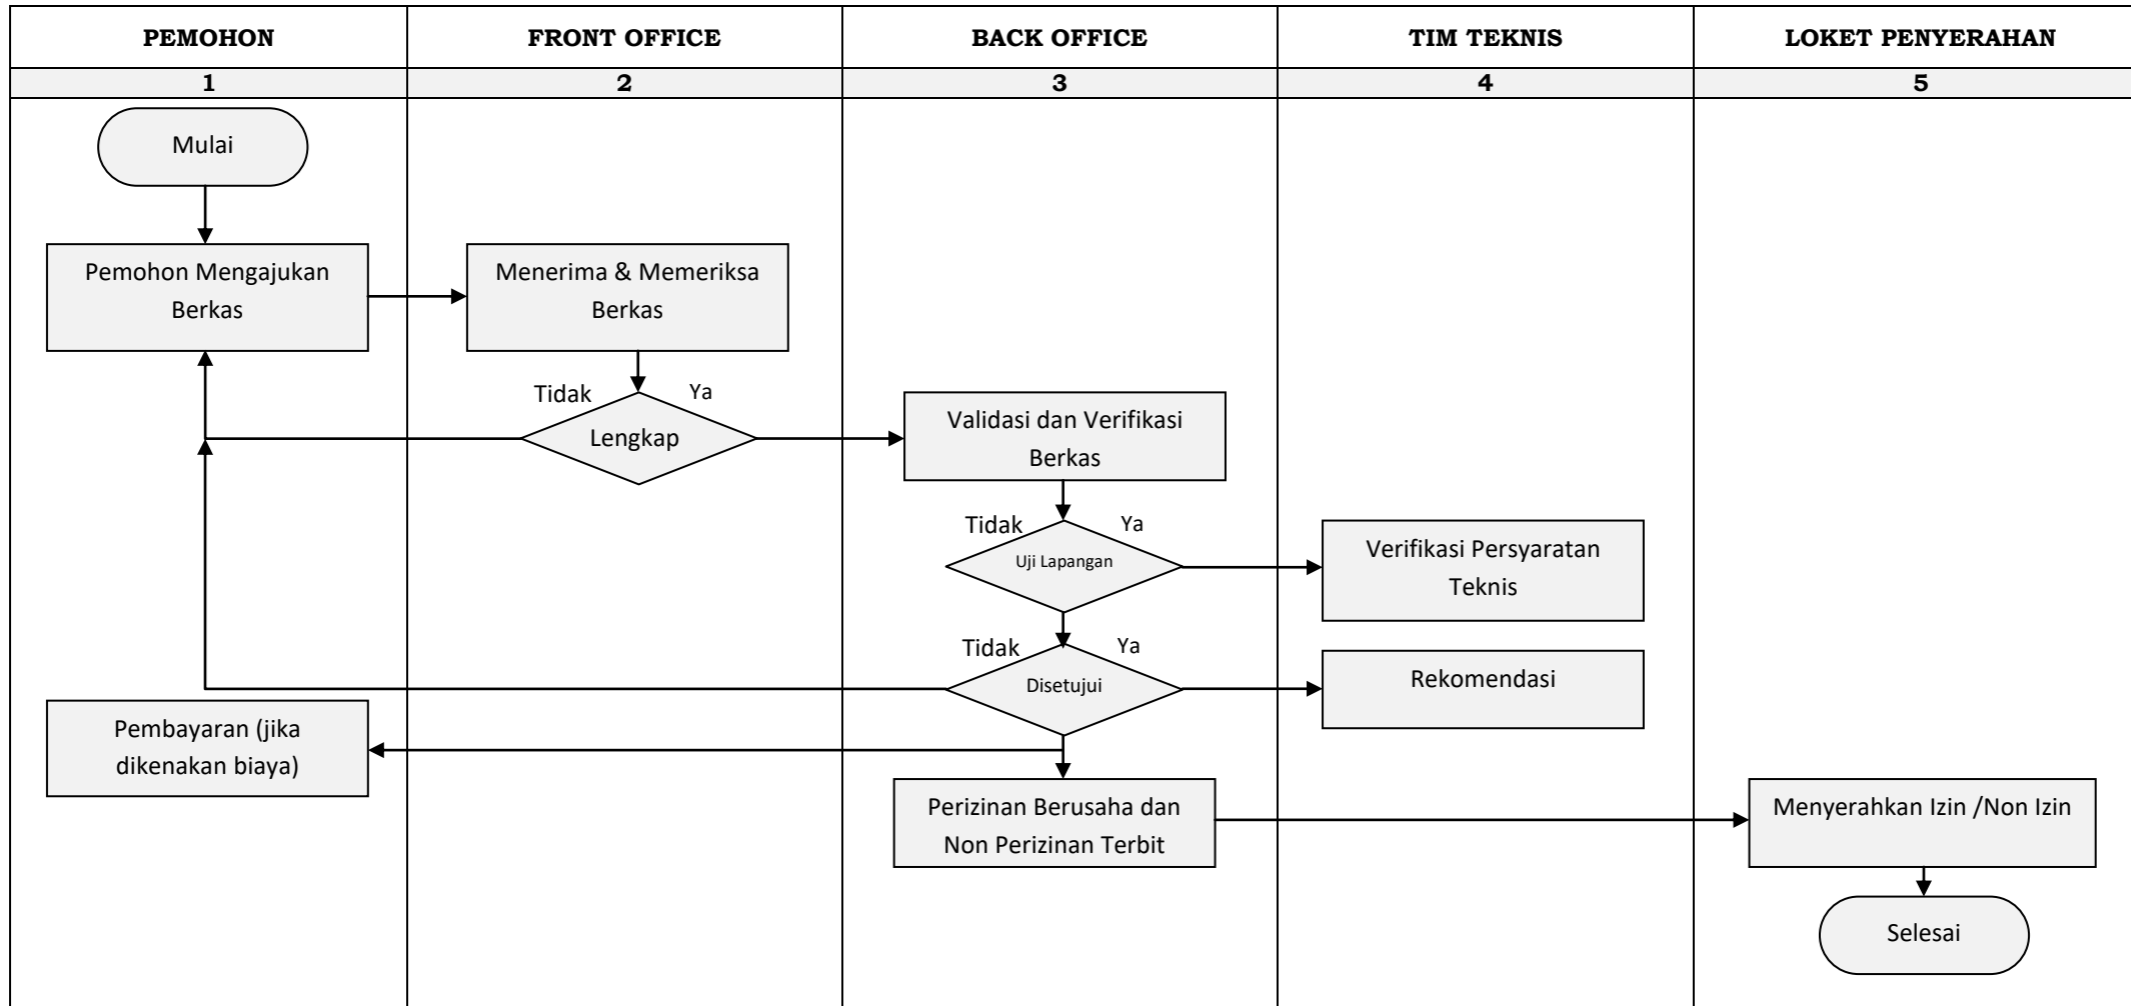 PEMOHON
FRONT OFFICE
BACK OFFICE
TIM TEKNIS
LOKET PENYERAHAN
1
2
3
4
5
Mulai
Pemohon Mengajukan
Berkas
Menerima & Memeriksa
Berkas
Tidak
Ya
Lengkap
Validasi dan Verifikasi
Berkas
Tidak
Ya
Uji Lapangan
Verifikasi Persyaratan
Teknis
Tidak
Ya
Disetujui
Rekomendasi
Pembayaran (jika
dikenakan biaya)
Perizinan Berusaha dan
Non Perizinan Terbit
Menyerahkan Izin /Non Izin
Selesai